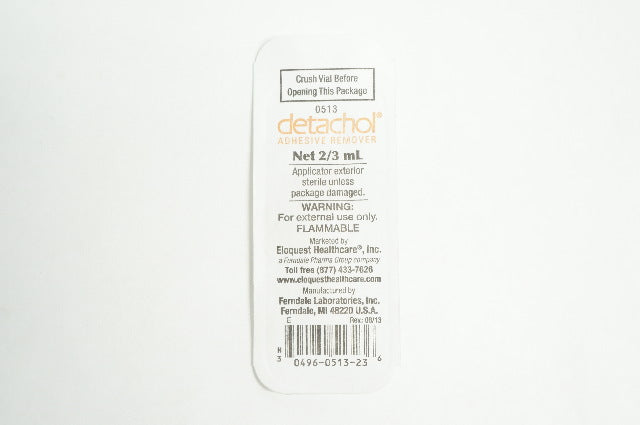 Crush Vial Before
Opening This Package
0513
detachol®
ADHESIVE REMOVER
Net 2/3 mL
Applicator exterior
sterile unless
package damaged.
WARNING:
For external use only.
FLAMMABLE
Marketed by
Eloquest Healthcare®, Inc.
a Ferndale Pharma Group company
Toll free (877) 433-7626
www.eloquesthealthcare.com
Manufactured by
Ferndale Laboratories, Inc.
Ferndale, MI 48220 U.S.A.
E Rev: 08/13
N
3 0496-0513-23 6